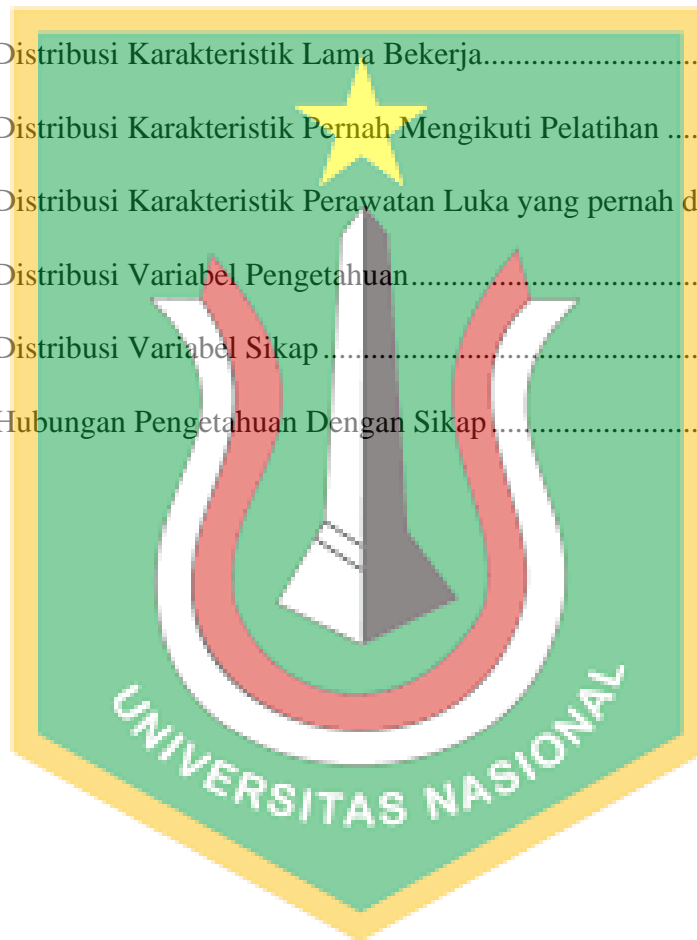 Distribusi Karakteristik Lama Bekerja..........................
Distribusi Karakteristik Pernah Mengikuti Pelatihan ....
Distribusi Karakteristik Perawatan Luka yang pernah d
Distribusi Variabel Pengetahuan...................................
Distribusi Variabel Sikap .............................................
Hubungan Pengetahuan Dengan Sikap.........................
UNIVERSITAS NASIONAL